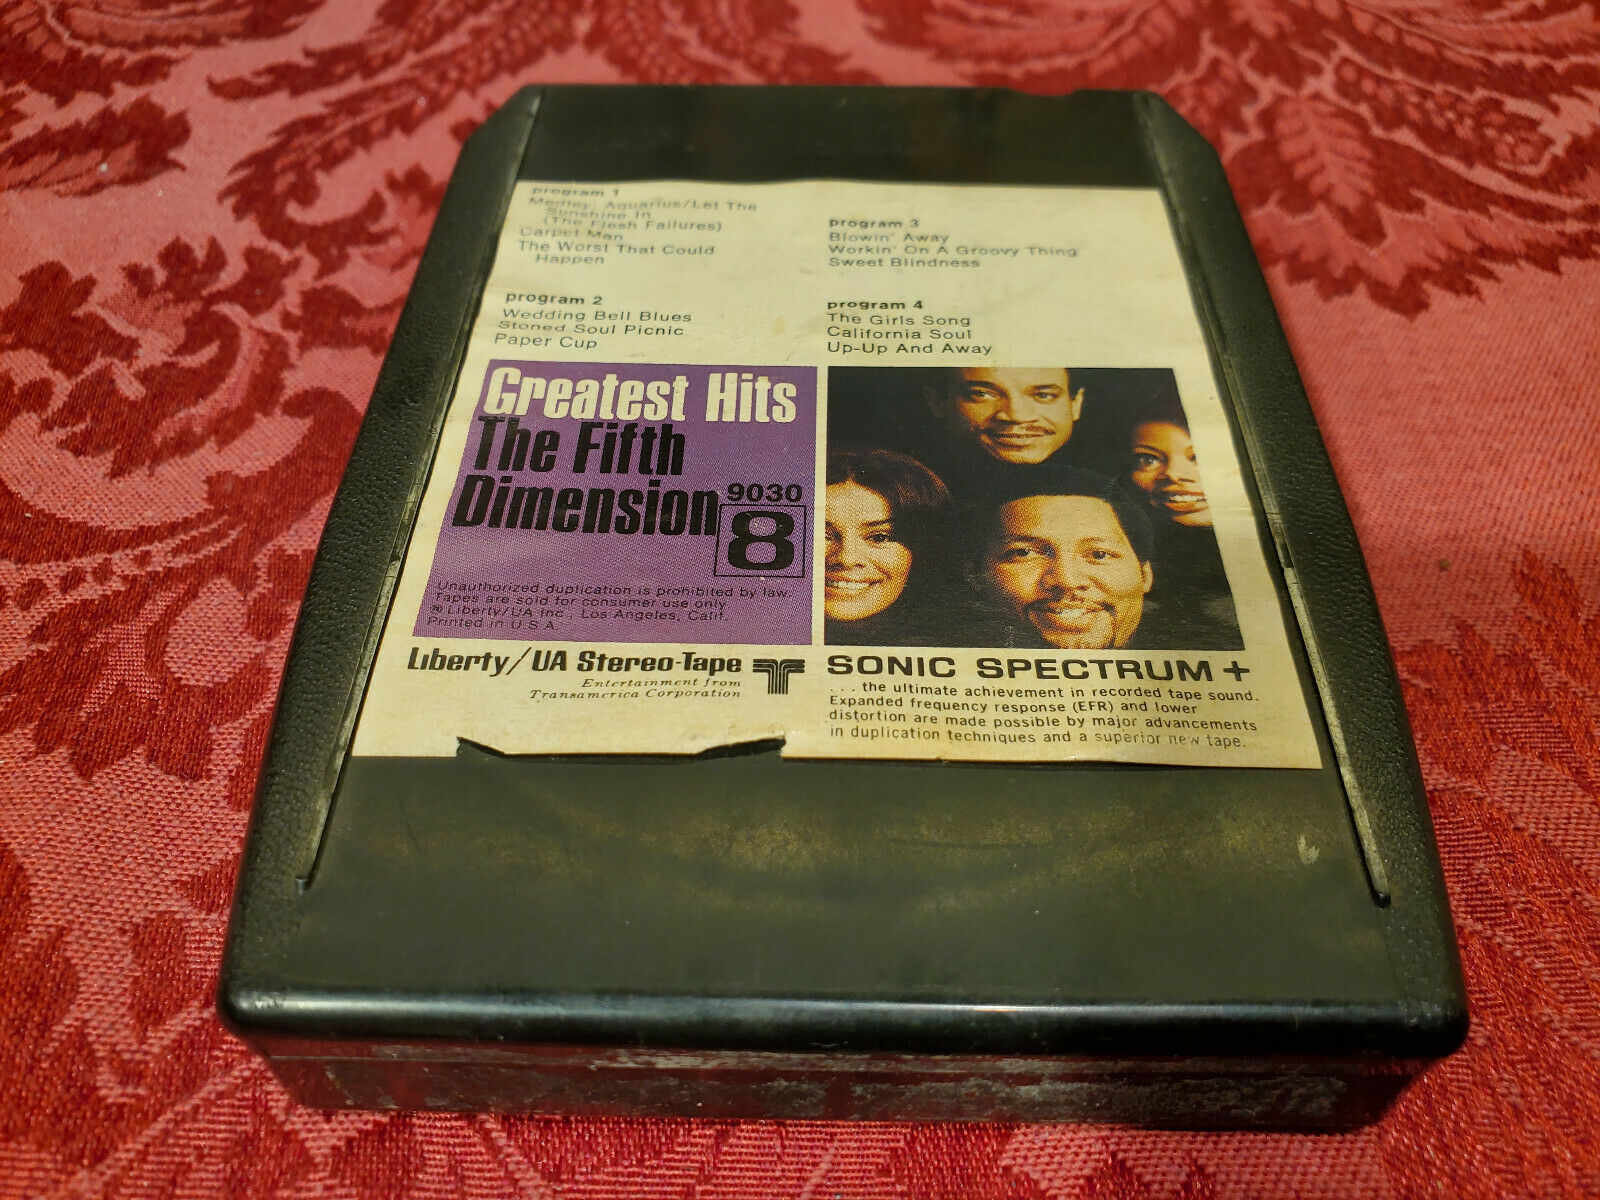 program 1
Medley: Aquarius/Let The
Sunshine In
(The Flesh Failures)
Carpet Man
The Worst That Could
Happen
program 2
Wedding Bell Blues
Stoned Soul Picnic
Paper Cup
program 3
Blowin' Away
Workin' On A Groovy Thing
Sweet Blindness
program 4
The Girls Song
California Soul
Up-Up And Away
Greatest Hits
The Fifth
Dimension
9030
8
Unauthorized duplication is prohibited by law.
Tapes are sold for consumer use only
℗ Liberty/UA Inc., Los Angeles, Calif.
Printed in U.S.A.
Liberty/UA Stereo-Tape
Entertainment from
Transamerica Corporation
SONIC SPECTRUM +
. . . the ultimate achievement in recorded tape sound.
Expanded frequency response (EFR) and lower
distortion are made possible by major advancements
in duplication techniques and a superior new tape.